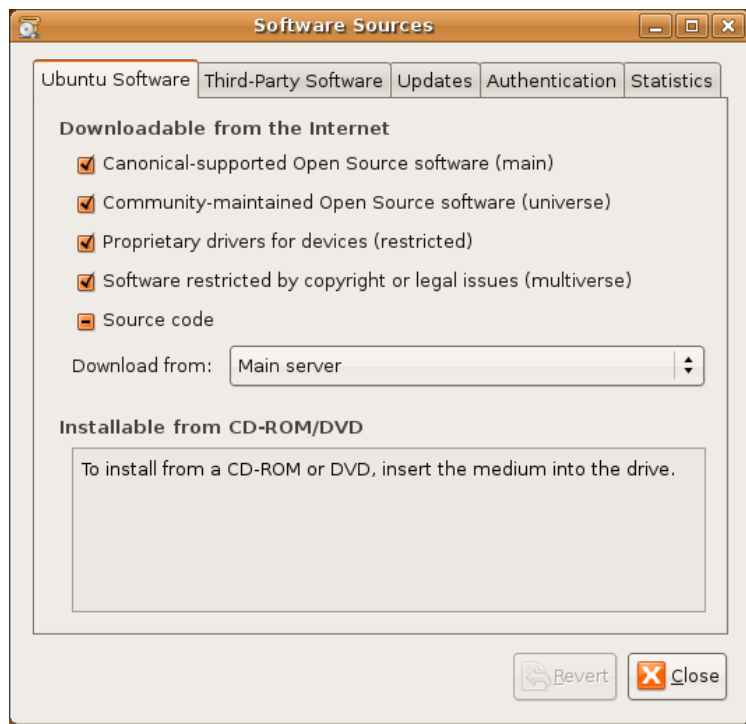 Software Sources
Ubuntu Software Third-Party Software Updates Authentication Statistics
Downloadable from the Internet
Canonical-supported Open Source software (main)
Community-maintained Open Source software (universe)
Proprietary drivers for devices (restricted)
Software restricted by copyright or legal issues (multiverse)
Source code
Download from: Main server
Installable from CD-ROM/DVD
To install from a CD-ROM or DVD, insert the medium into the drive.
Revert Close